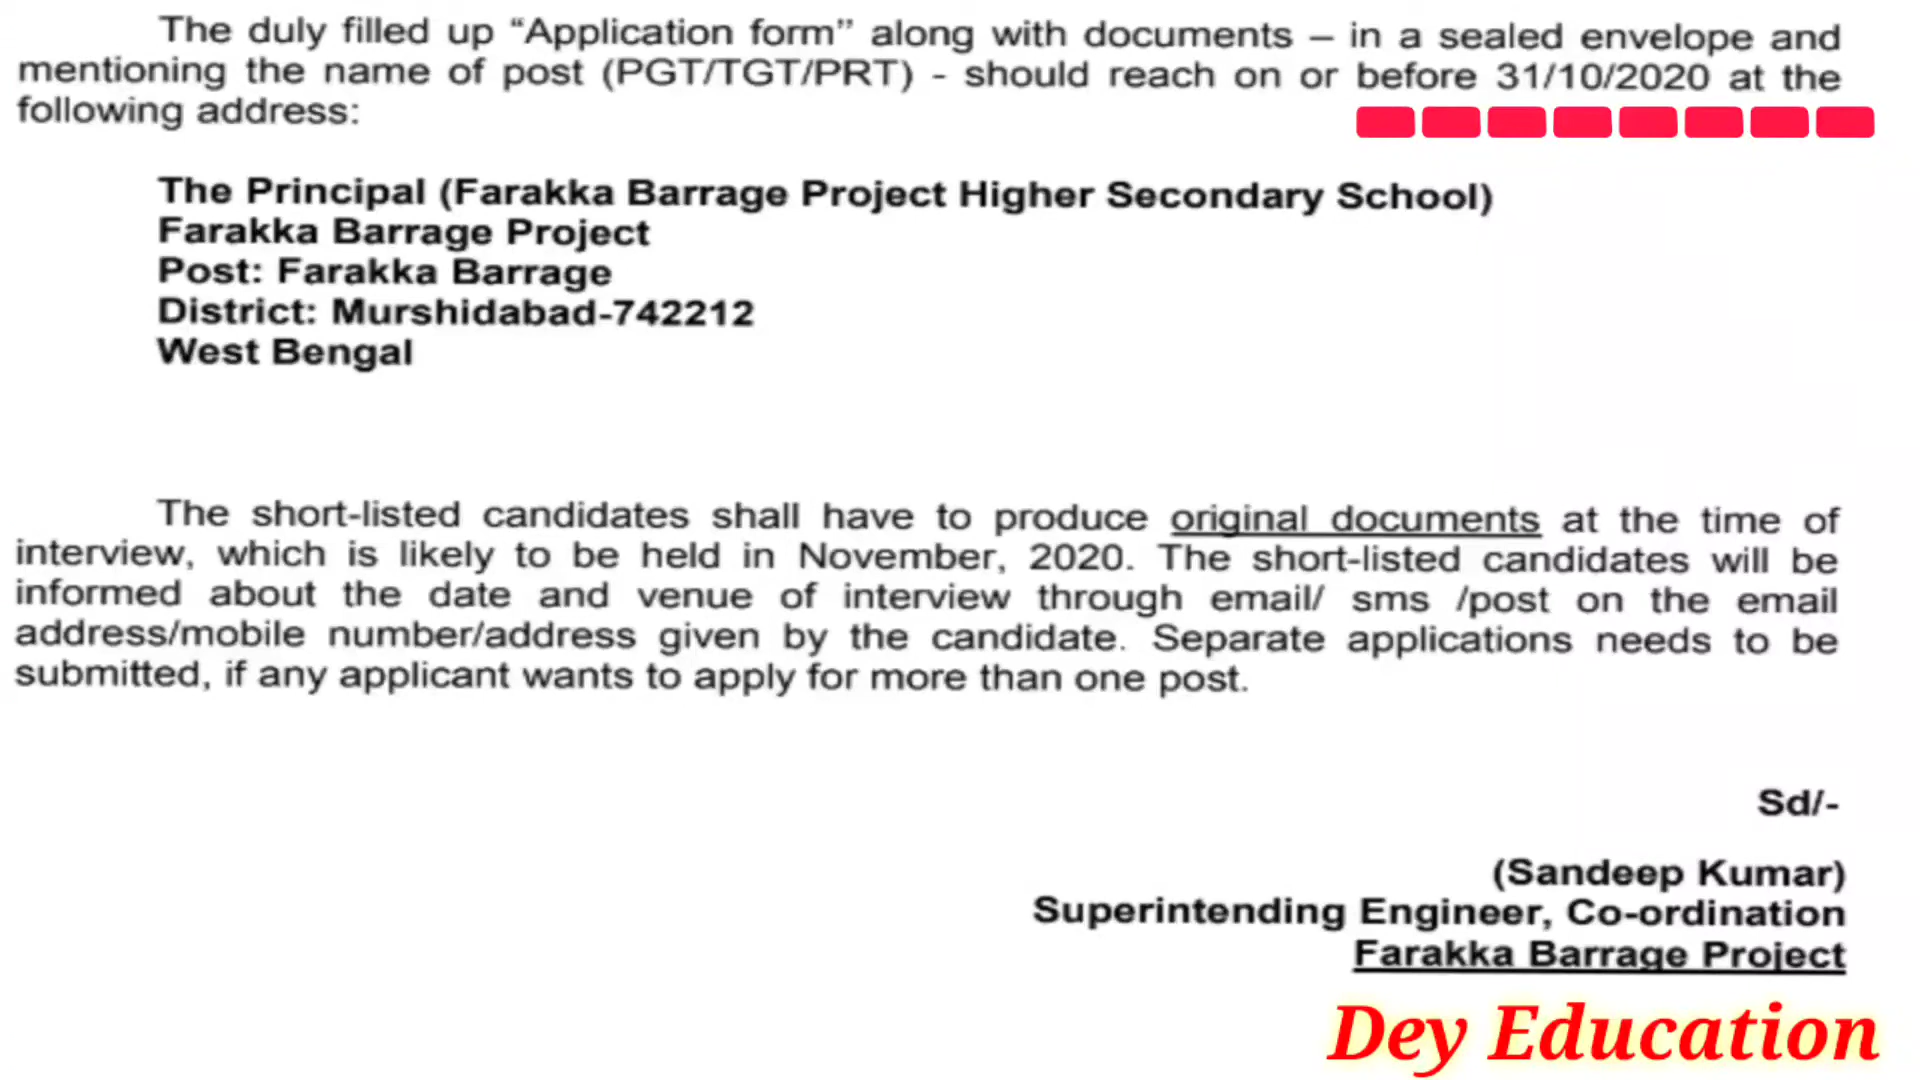 The duly filled up “Application form” along with documents – in a sealed envelope and
mentioning the name of post (PGT/TGT/PRT) - should reach on or before 31/10/2020 at the
following address:
The Principal (Farakka Barrage Project Higher Secondary School)
Farakka Barrage Project
Post: Farakka Barrage
District: Murshidabad-742212
West Bengal
The short-listed candidates shall have to produce original documents at the time of
interview, which is likely to be held in November, 2020. The short-listed candidates will be
informed about the date and venue of interview through email/ sms /post on the email
address/mobile number/address given by the candidate. Separate applications needs to be
submitted, if any applicant wants to apply for more than one post.
Sd/-
(Sandeep Kumar)
Superintending Engineer, Co-ordination
Farakka Barrage Project
Dey Education